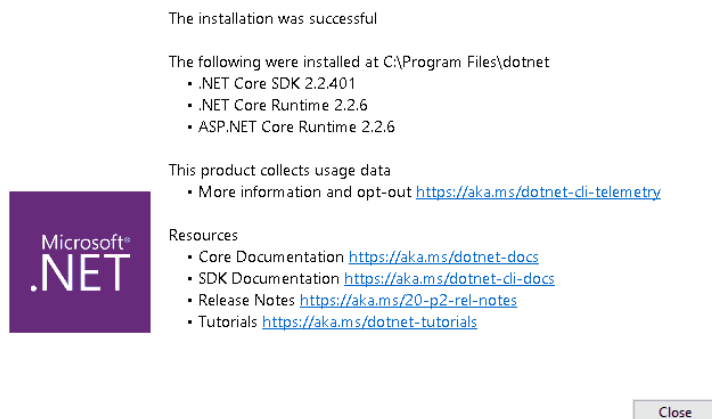 The installation was successful
The following were installed at C:\Program Files\dotnet
▪ .NET Core SDK 2.2.401
▪ .NET Core Runtime 2.2.6
▪ ASP.NET Core Runtime 2.2.6
This product collects usage data
▪ More information and opt-out https://aka.ms/dotnet-cli-telemetry
Microsoft®
.NET
Resources
▪ Core Documentation https://aka.ms/dotnet-docs
▪ SDK Documentation https://aka.ms/dotnet-cli-docs
▪ Release Notes https://aka.ms/20-p2-rel-notes
▪ Tutorials https://aka.ms/dotnet-tutorials
Close